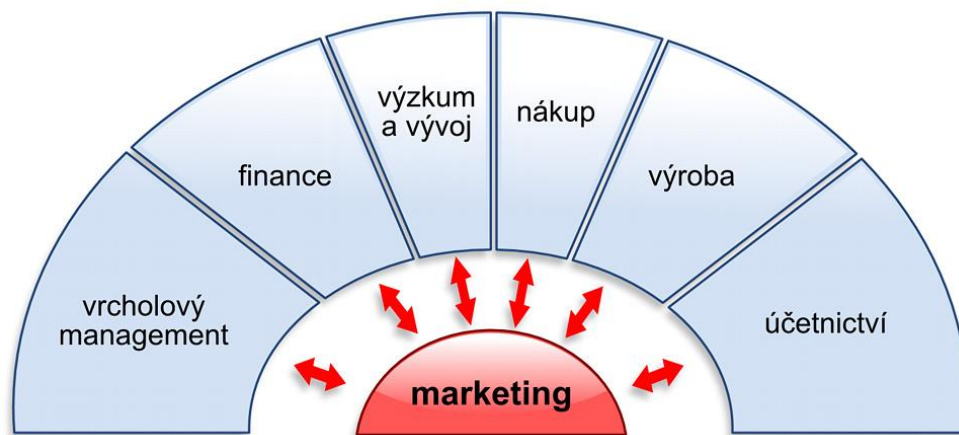 vrcholový
management
finance
výzkum
a vývoj
nákup
výroba
účetnictví
marketing